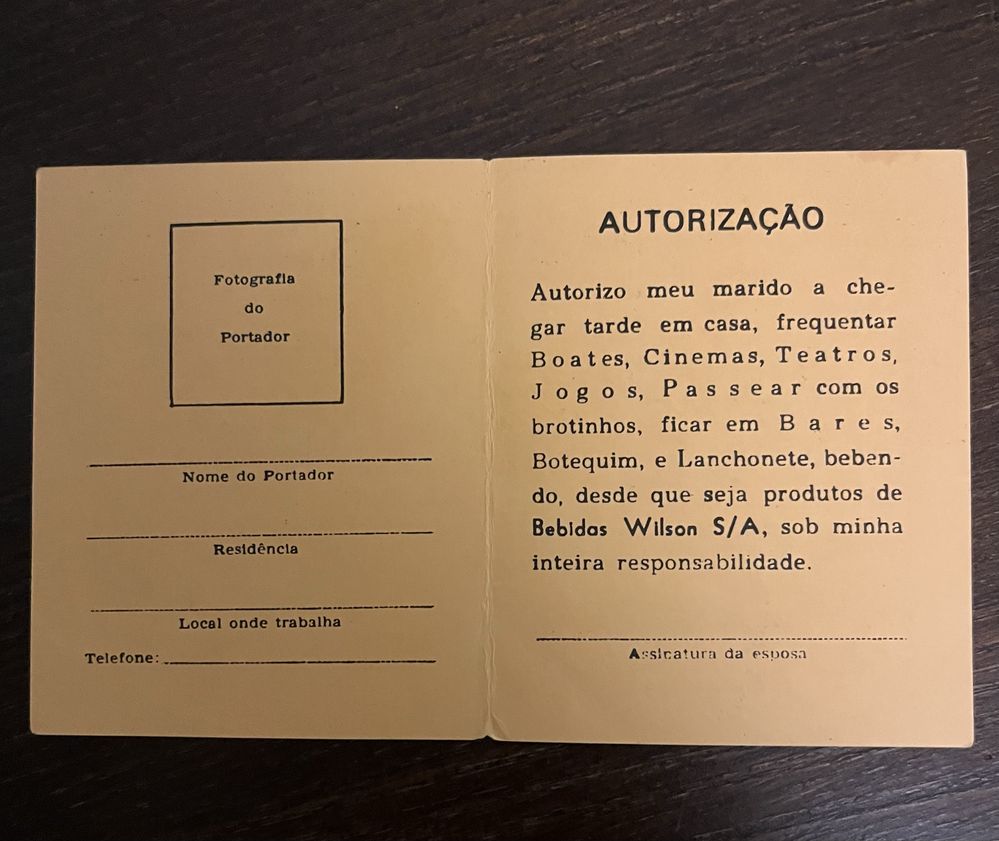 Fotografia
do
Portador
Nome do Portador
Residência
Local onde trabalha
Telefone:
AUTORIZAÇÃO
Autorizo meu marido a che-
gar tarde em casa, frequentar
Boates, Cinemas, Teatros,
Jogos, Passear com os
brotinhos, ficar em Bares,
Botequim, e Lanchonete, beben-
do, desde que seja produtos de
Bebidas Wilson S/A, sob minha
inteira responsabilidade.
Assicatura da esposa